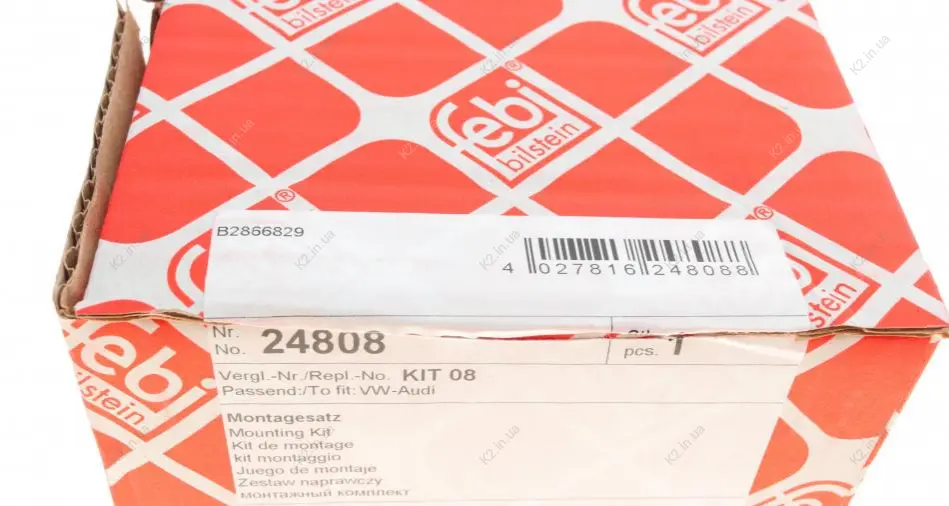 febi
bilstein
febi
bilstein
febi
bilstein
B2866829
4 027816 248088
Nr.
No. 24808
pcs. 1
Vergl.-Nr./Repl.-No. KIT 08
Passend:/To fit: VW-Audi
Montagesatz
Mounting Kit
Kit de montage
kit montaggio
Juego de montaje
Zestaw naprawczy
монтажный комплект
K2.in.ua